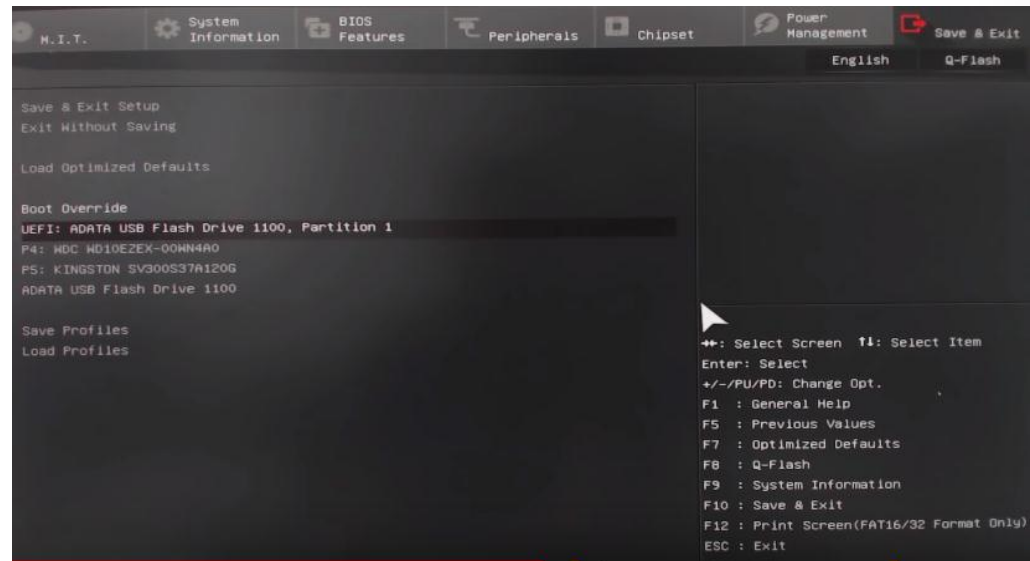 M.I.T.
System Information
BIOS Features
Peripherals
Chipset
Power Management
Save & Exit
English
Q-Flash
Save & Exit Setup
Exit Without Saving
Load Optimized Defaults
Boot Override
UEFI: ADATA USB Flash Drive 1100, Partition 1
P4: WDC WD10EZEX-00WN4A0
P5: KINGSTON SV300S37A120G
ADATA USB Flash Drive 1100
Save Profiles
Load Profiles
→←: Select Screen ↑↓: Select Item
Enter: Select
+/-/PU/PD: Change Opt.
F1 : General Help
F5 : Previous Values
F7 : Optimized Defaults
F8 : Q-Flash
F9 : System Information
F10 : Save & Exit
F12 : Print Screen(FAT16/32 Format Only)
ESC : Exit